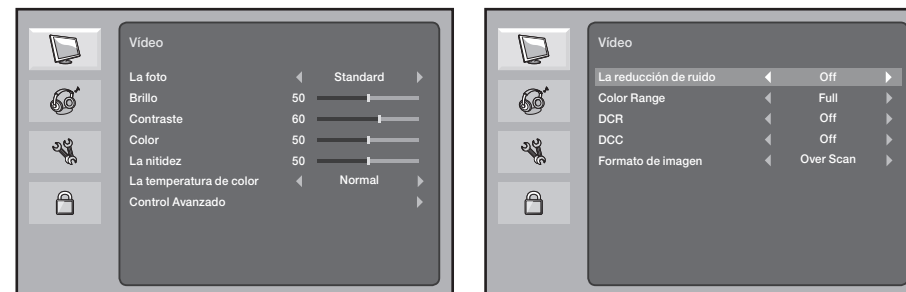 Vídeo
La foto Standard
Brillo 50
Contraste 60
Color 50
La nitidez 50
La temperatura de color Normal
Control Avanzado
Vídeo
La reducción de ruido Off
Color Range Full
DCR Off
DCC Off
Formato de imagen Over Scan